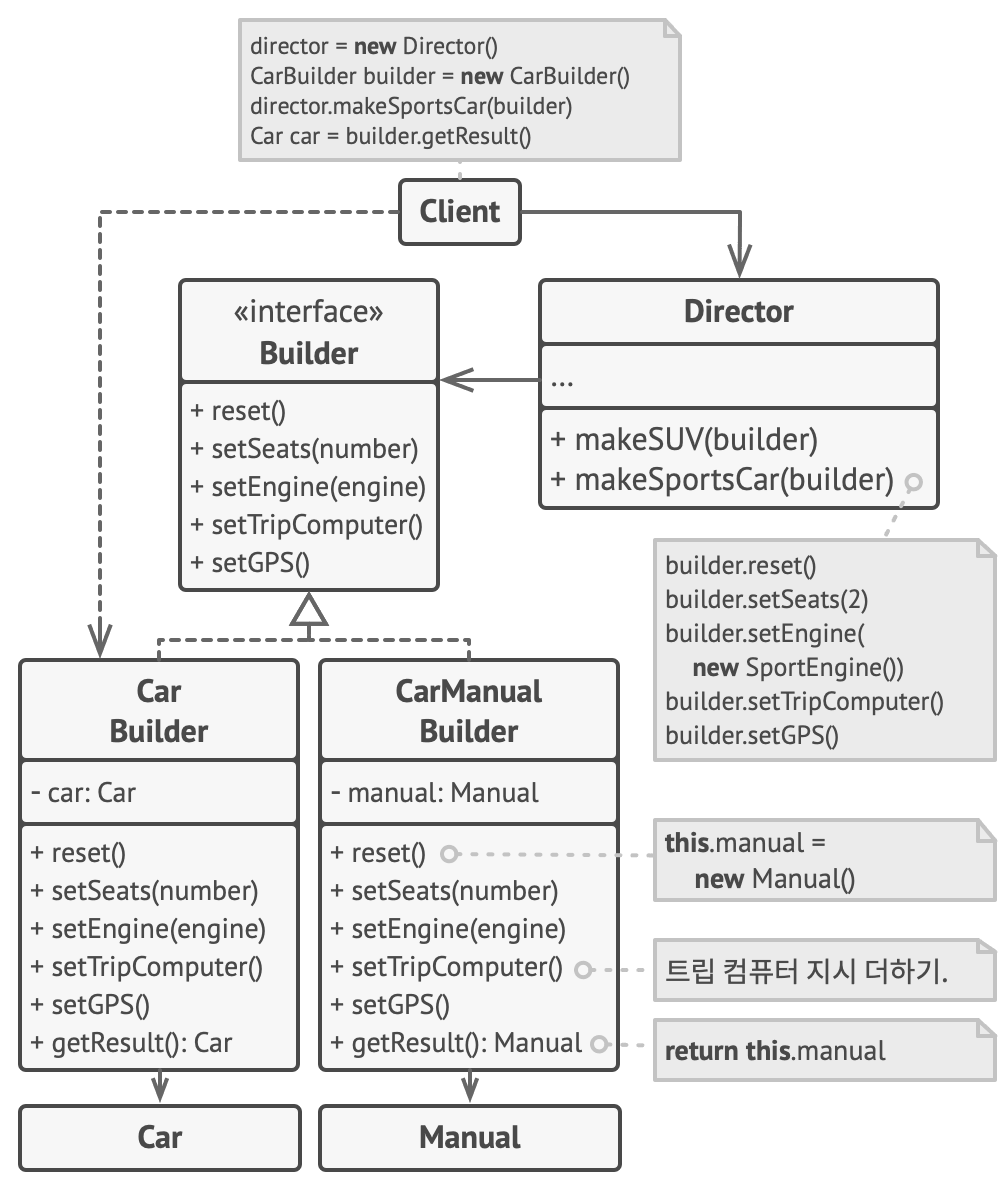 director = new Director()
CarBuilder builder = new CarBuilder()
director.makeSportsCar(builder)
Car car = builder.getResult()
Client
«interface»
Builder
+ reset()
+ setSeats(number)
+ setEngine(engine)
+ setTripComputer()
+ setGPS()
Director
...
+ makeSUV(builder)
+ makeSportsCar(builder)
builder.reset()
builder.setSeats(2)
builder.setEngine(
new SportEngine())
builder.setTripComputer()
builder.setGPS()
Car
Builder
- car: Car
+ reset()
+ setSeats(number)
+ setEngine(engine)
+ setTripComputer()
+ setGPS()
+ getResult(): Car
CarManual
Builder
- manual: Manual
+ reset()
+ setSeats(number)
+ setEngine(engine)
+ setTripComputer()
+ setGPS()
+ getResult(): Manual
this.manual =
new Manual()
트립 컴퓨터 지시 더하기.
return this.manual
Car
Manual